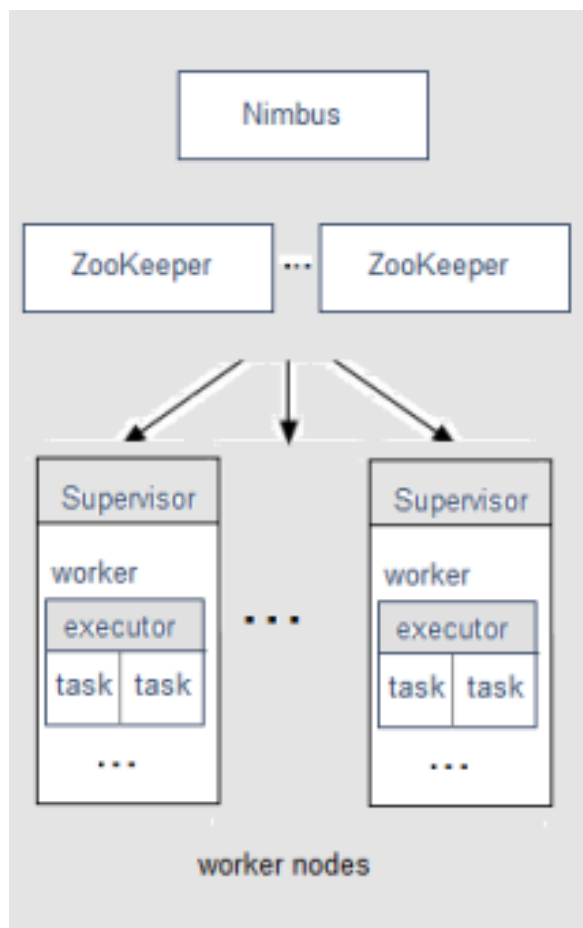 Nimbus
ZooKeeper ... ZooKeeper
Supervisor Supervisor
worker worker
executor ... executor
task task task task
... ...
worker nodes